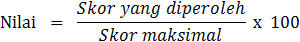 Nilai = Skor yang diperoleh / Skor maksimal x 100